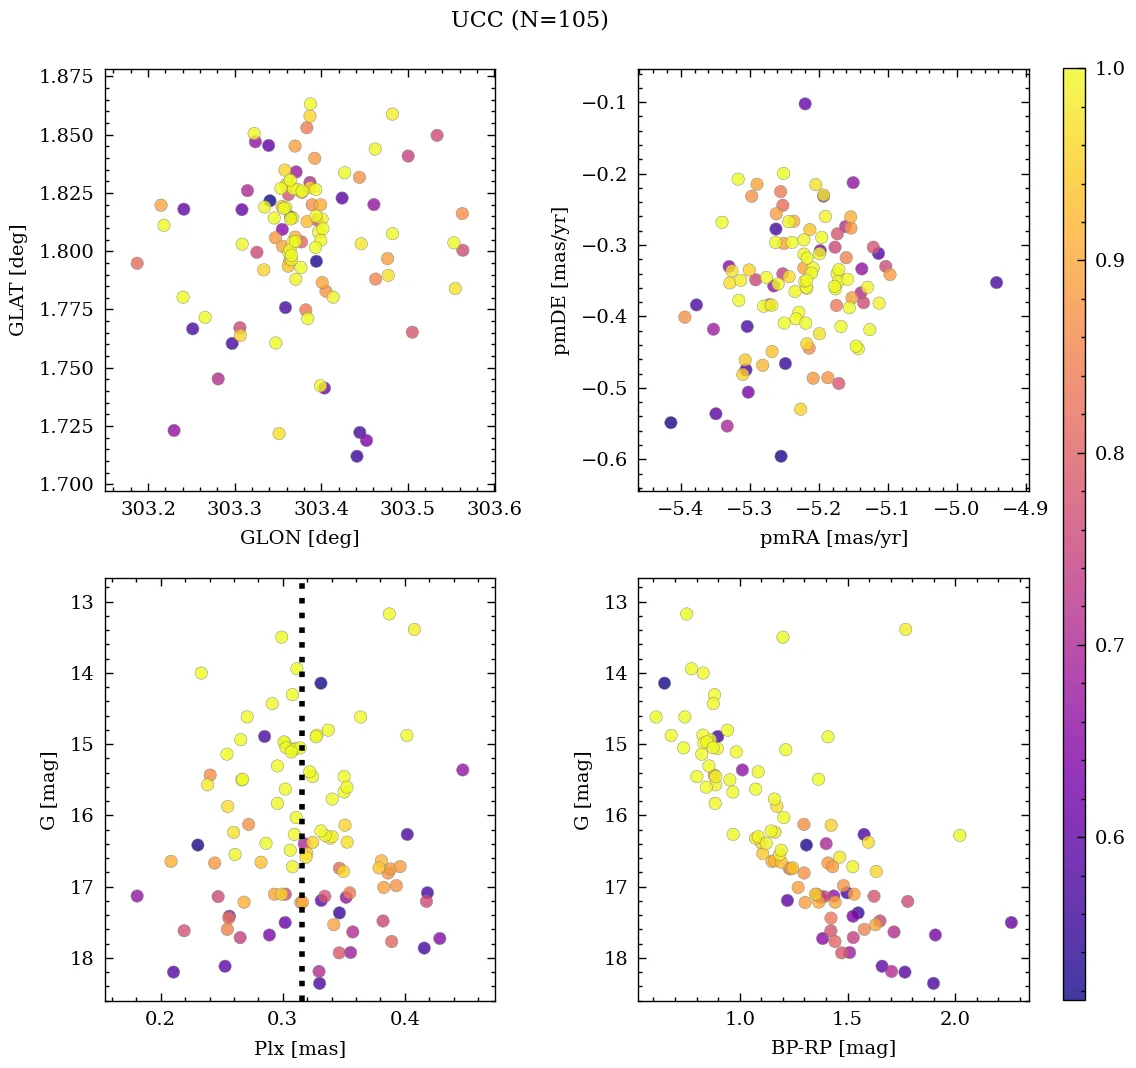 UCC (N=105)
1.875
1.850
1.825
1.800
1.775
1.750
1.725
1.700
GLAT [deg]
303.2 303.3 303.4 303.5 303.6
GLON [deg]
−0.1
−0.2
−0.3
−0.4
−0.5
−0.6
pmDE [mas/yr]
−5.4 −5.3 −5.2 −5.1 −5.0 −4.9
pmRA [mas/yr]
13
14
15
16
17
18
G [mag]
0.2 0.3 0.4
Plx [mas]
13
14
15
16
17
18
G [mag]
1.0 1.5 2.0
BP-RP [mag]
1.0
0.9
0.8
0.7
0.6